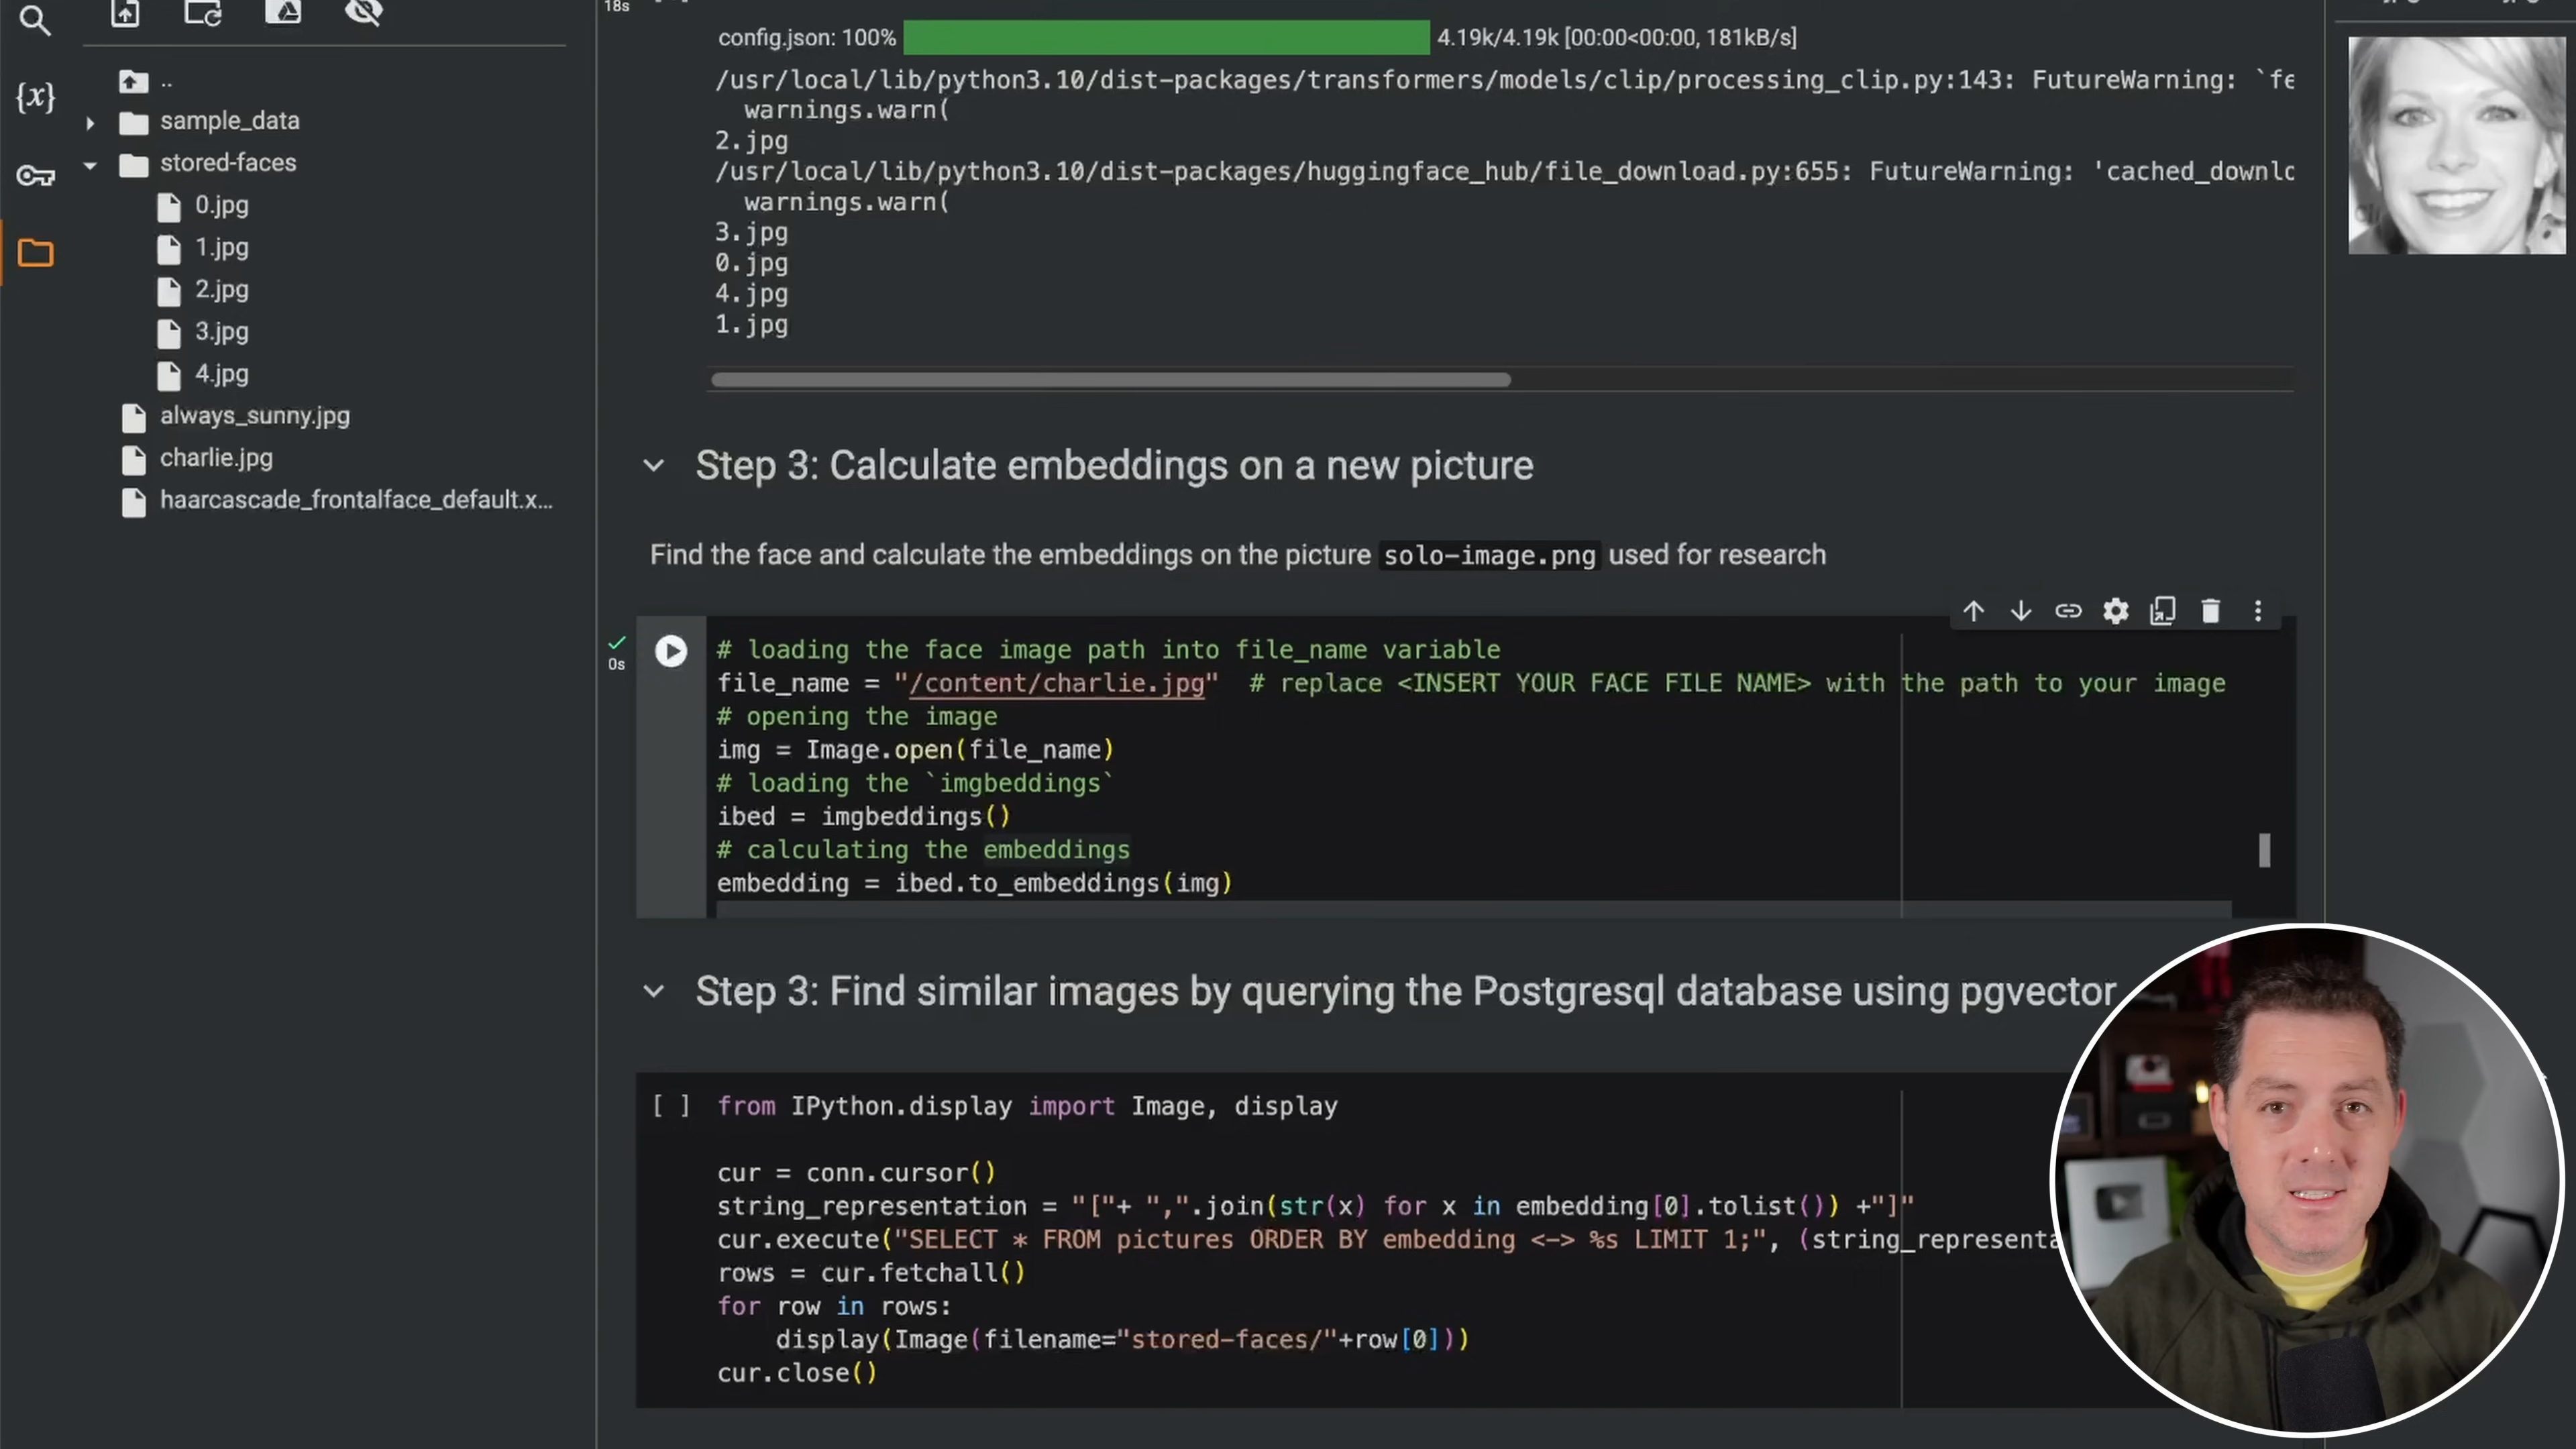 18s
config.json: 100% 4.19k/4.19k [00:00<00:00, 181kB/s]
/usr/local/lib/python3.10/dist-packages/transformers/models/clip/processing_clip.py:143: FutureWarning: `fe
warnings.warn(
2.jpg
/usr/local/lib/python3.10/dist-packages/huggingface_hub/file_download.py:655: FutureWarning: 'cached_downlo
warnings.warn(
3.jpg
0.jpg
4.jpg
1.jpg
{x}
..
sample_data
stored-faces
0.jpg
1.jpg
2.jpg
3.jpg
4.jpg
always_sunny.jpg
charlie.jpg
haarcascade_frontalface_default.x...
Step 3: Calculate embeddings on a new picture
Find the face and calculate the embeddings on the picture solo-image.png used for research
0s
# loading the face image path into file_name variable
file_name = "/content/charlie.jpg"  # replace <INSERT YOUR FACE FILE NAME> with the path to your image
# opening the image
img = Image.open(file_name)
# loading the `imgbeddings`
ibed = imgbeddings()
# calculating the embeddings
embedding = ibed.to_embeddings(img)
Step 3: Find similar images by querying the Postgresql database using pgvector
[ ] from IPython.display import Image, display
cur = conn.cursor()
string_representation = "["+ ",".join(str(x) for x in embedding[0].tolist()) +"]"
cur.execute("SELECT * FROM pictures ORDER BY embedding <-> %s LIMIT 1;", (string_representa
rows = cur.fetchall()
for row in rows:
display(Image(filename="stored-faces/"+row[0]))
cur.close()